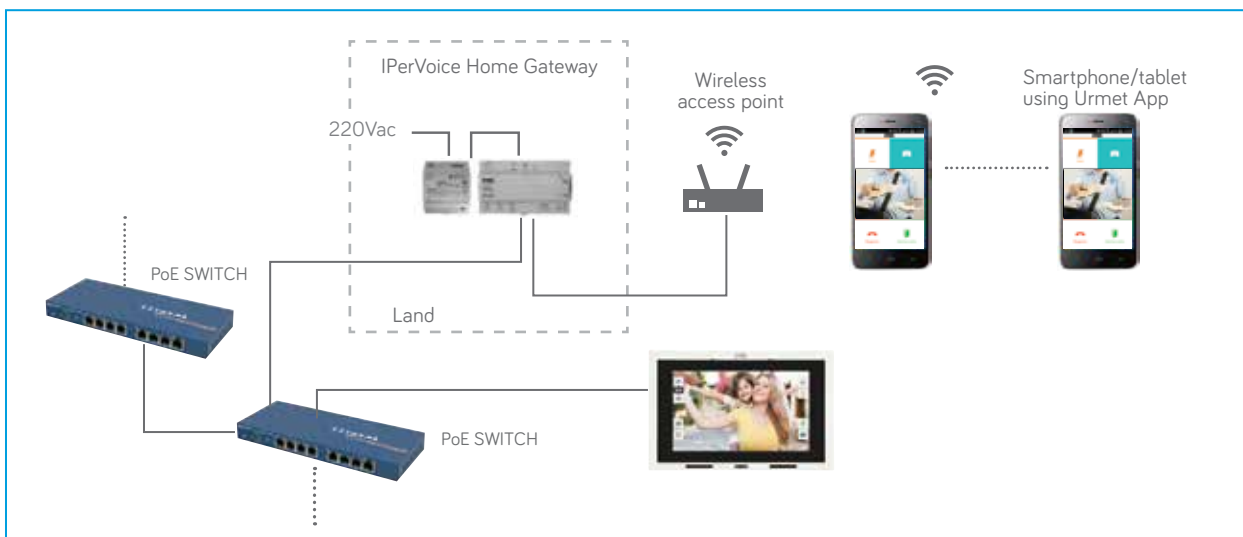 IPerVoice Home Gateway
Wireless
access point
Smartphone/tablet
using Urmet App
220Vac
PoE SWITCH
Land
PoE SWITCH